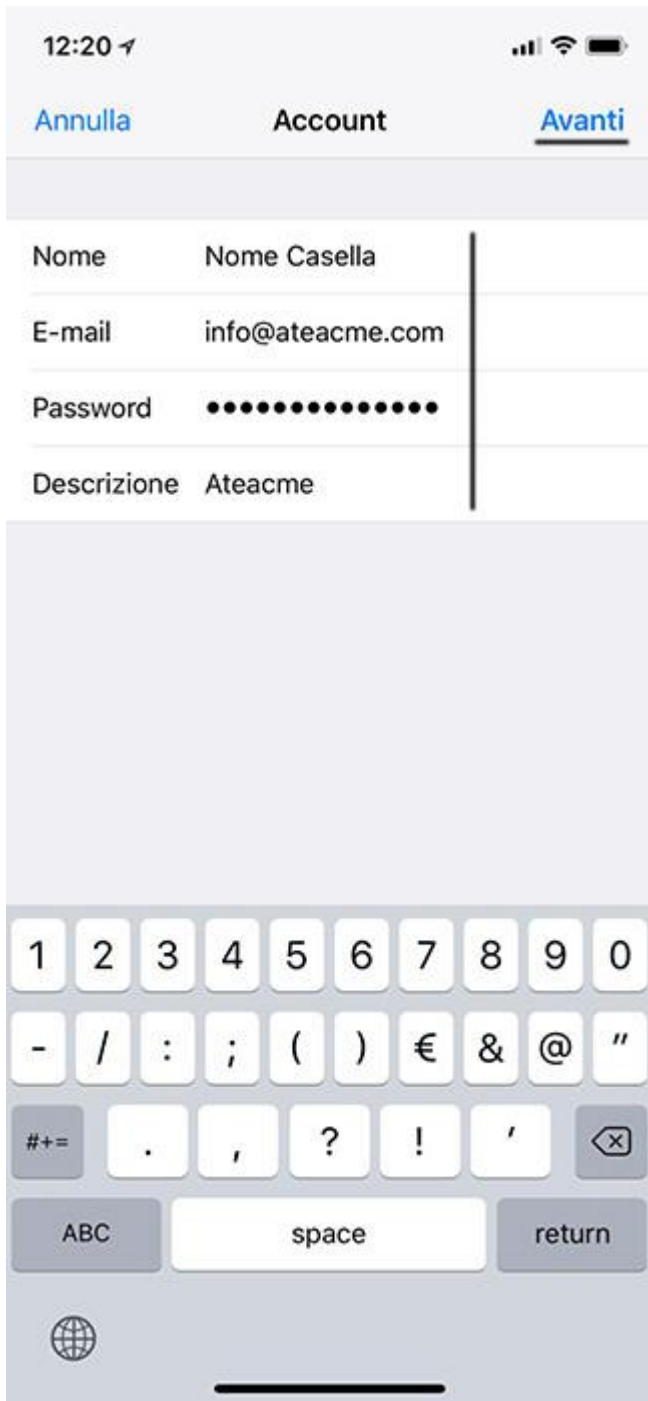 12:20
Annulla Account Avanti
Nome Nome Casella
E-mail info@ateacme.com
Password ••••••••••••••
Descrizione Ateacme
1 2 3 4 5 6 7 8 9 0
- / : ; ( ) € & @ "
#+= . , ? ! '
ABC space return